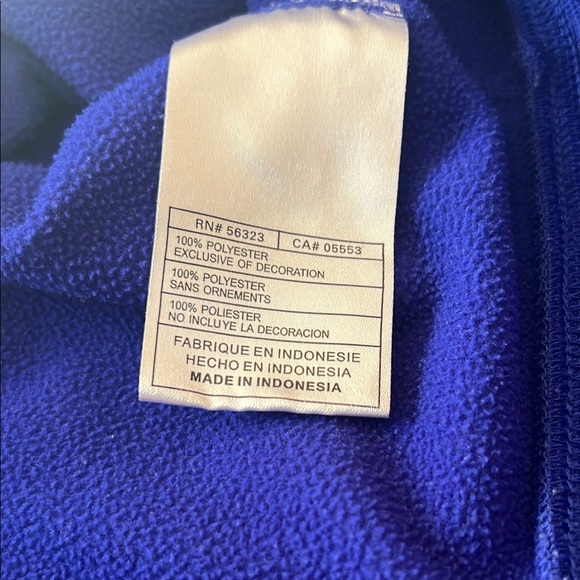 RN# 56323 CA# 05553
100% POLYESTER
EXCLUSIVE OF DECORATION
100% POLYESTER
SANS ORNEMENTS
100% POLIESTER
NO INCLUYE LA DECORACION
FABRIQUE EN INDONESIE
HECHO EN INDONESIA
MADE IN INDONESIA